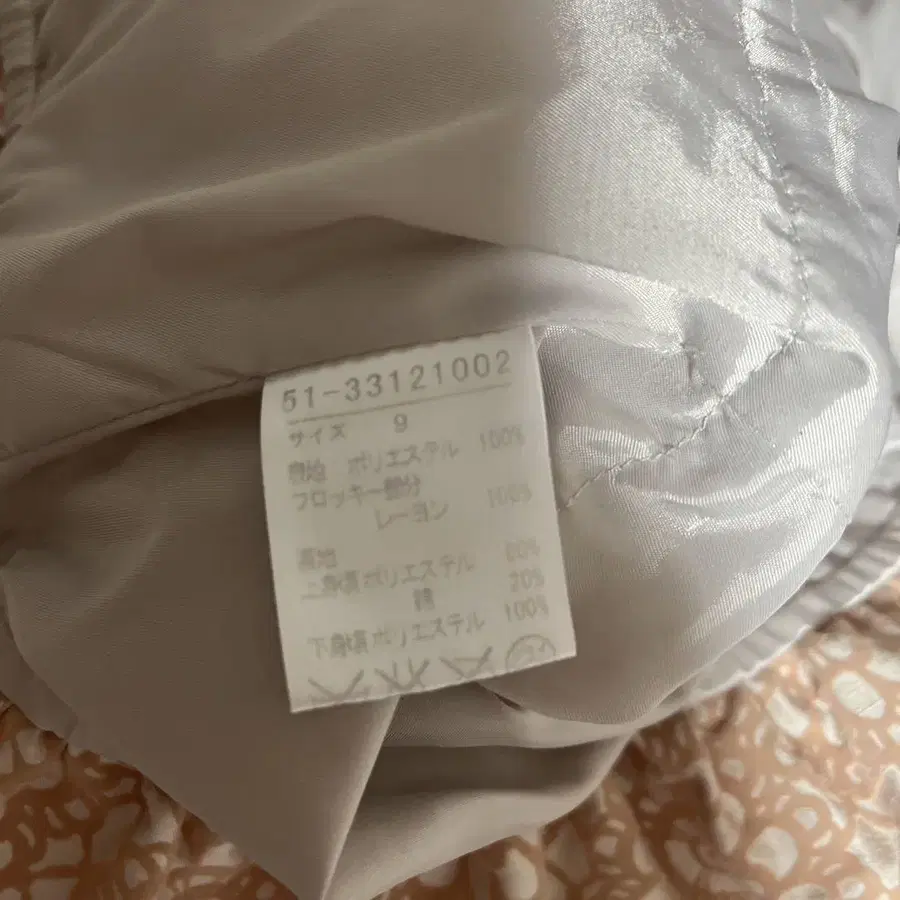 51-33121002
サイズ 9
表地 ポリエステル 100%
フロッキー部分
レーヨン 100%
裏地
上身頃ポリエステル 80%
綿 20%
下身頃ポリエステル 100%